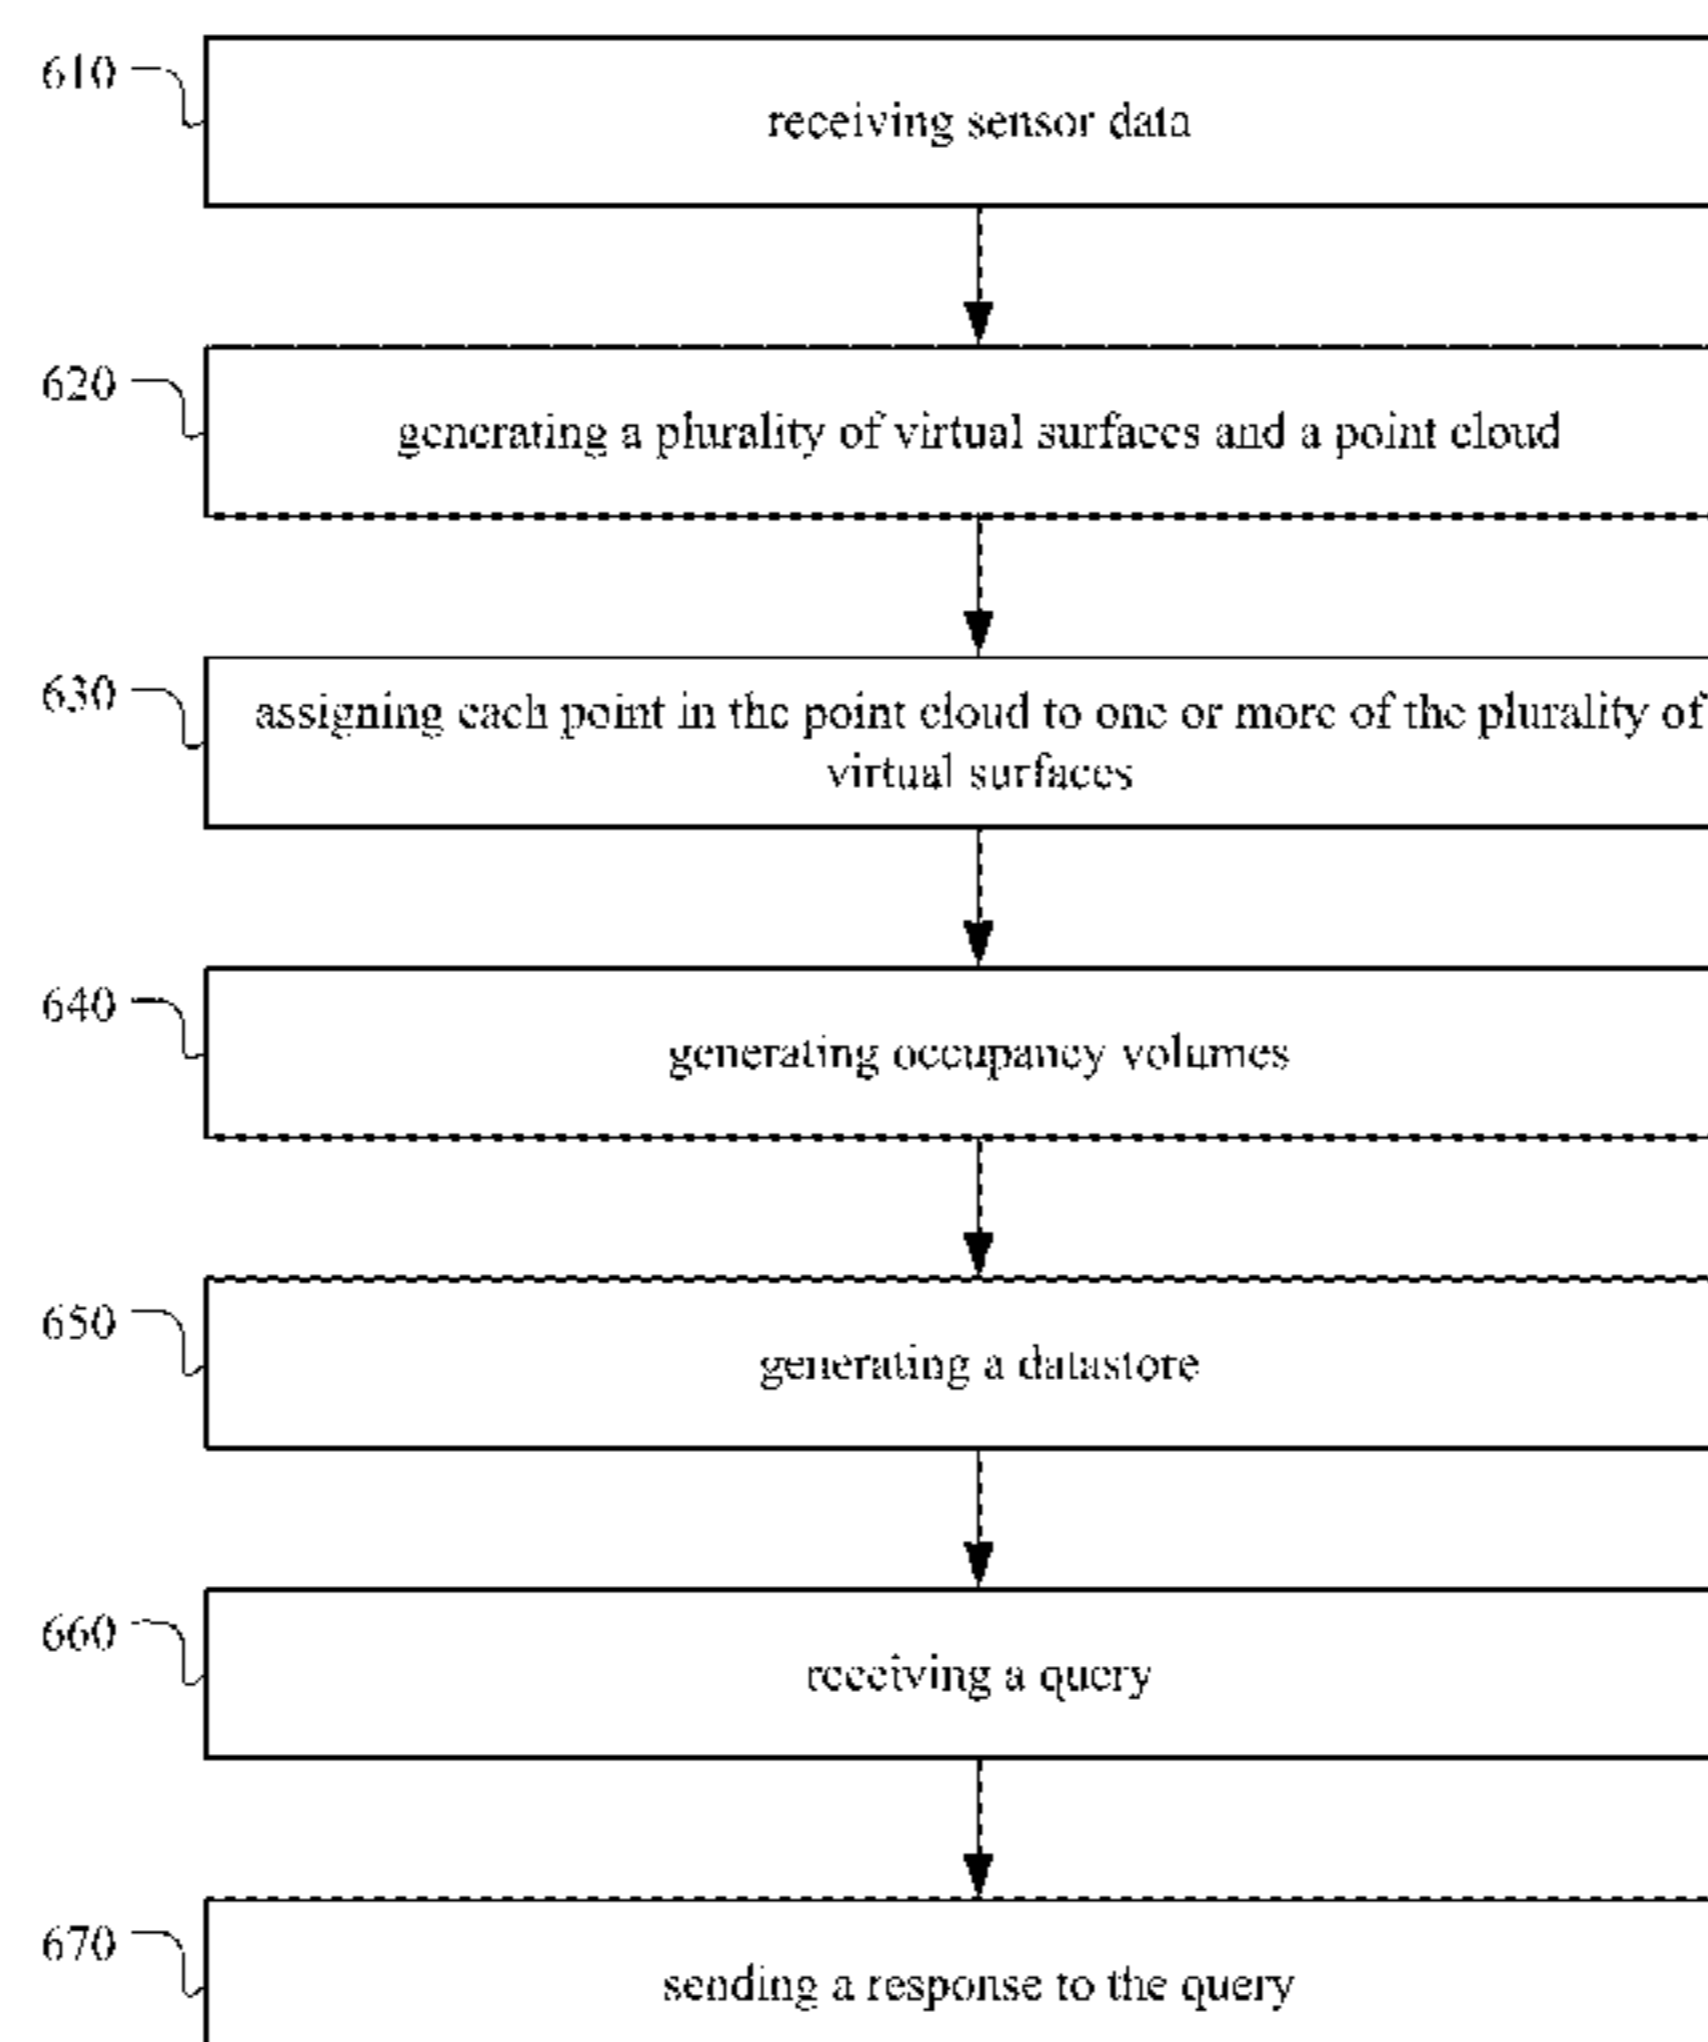 610
receiving sensor data
620
generating a plurality of virtual surfaces and a point cloud
630
assigning each point in the point cloud to one or more of the plurality of
virtual surfaces
640
generating occupancy volumes
650
generating a datastore
660
receiving a query
670
sending a response to the query